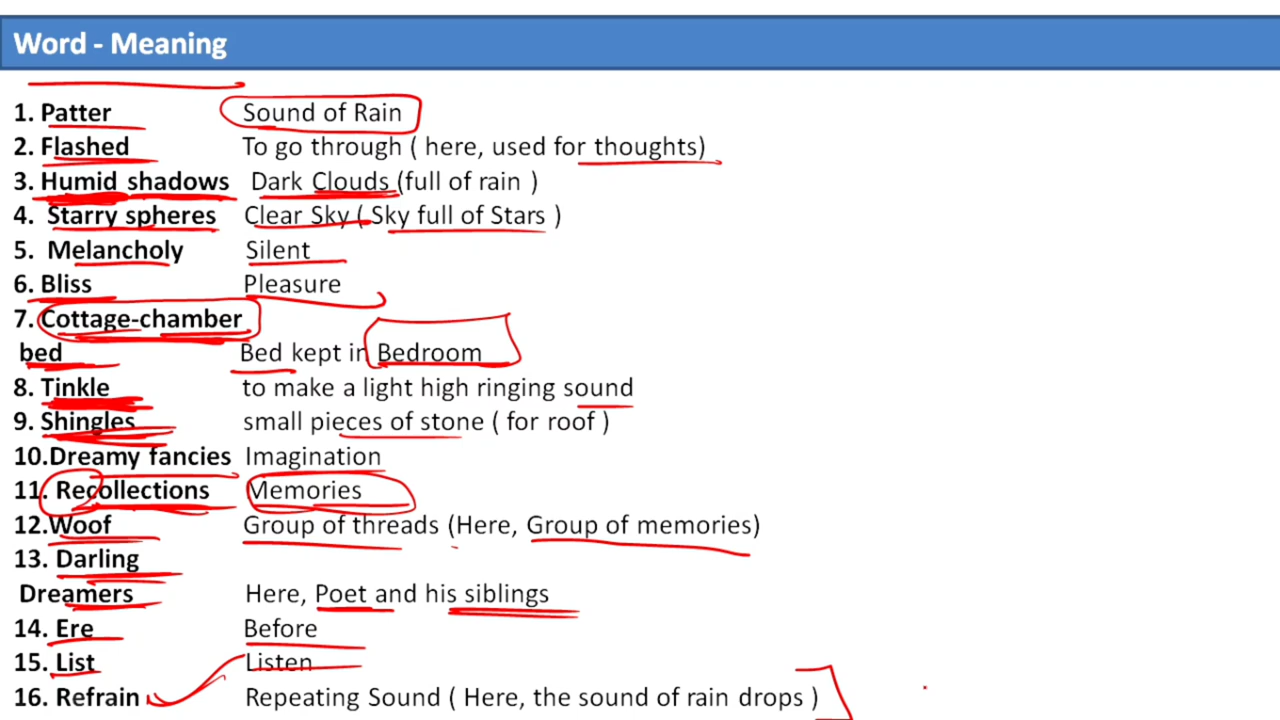 Word - Meaning
1. Patter Sound of Rain
2. Flashed To go through ( here, used for thoughts)
3. Humid shadows Dark Clouds (full of rain )
4. Starry spheres Clear Sky ( Sky full of Stars )
5. Melancholy Silent
6. Bliss Pleasure
7. Cottage-chamber
bed Bed kept in Bedroom
8. Tinkle to make a light high ringing sound
9. Shingles small pieces of stone ( for roof )
10.Dreamy fancies Imagination
11. Recollections Memories
12.Woof Group of threads (Here, Group of memories)
13. Darling
Dreamers Here, Poet and his siblings
14. Ere Before
15. List Listen
16. Refrain Repeating Sound ( Here, the sound of rain drops )